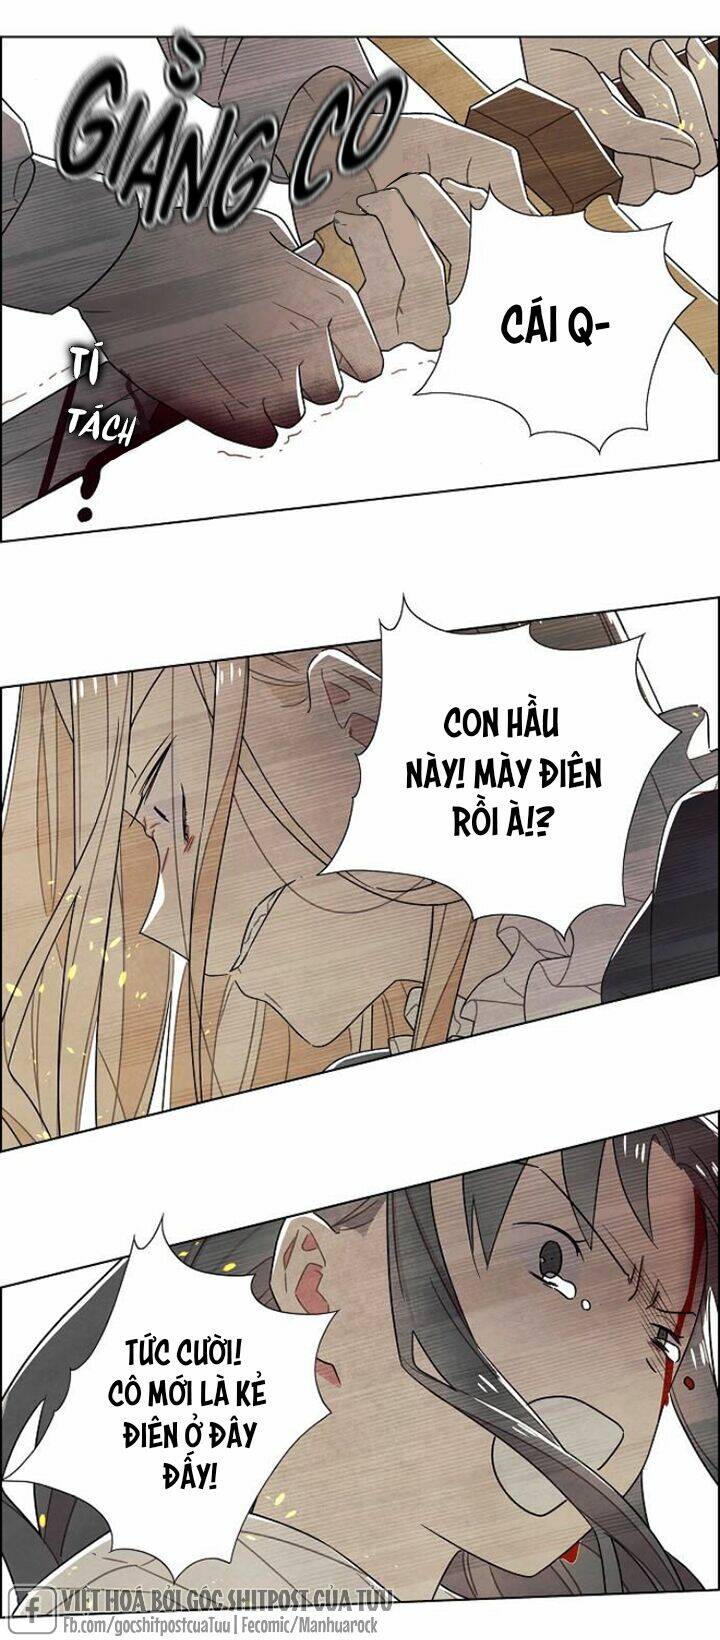 GIẰNG CO
CÁI Q-
TÍ
TÁCH
CON HẦU
NÀY! MÀY ĐIÊN
RỒI À!?
TỨC CƯỜI!
CÔ MỚI LÀ KẺ
ĐIÊN Ở ĐÂY
ĐẤY!
VIỆT HOÁ BỞI GÓC SHITPOST CỦA TƯU
Fb.com/gocshitpostcuaTuu | Fecomic/Manhuarock